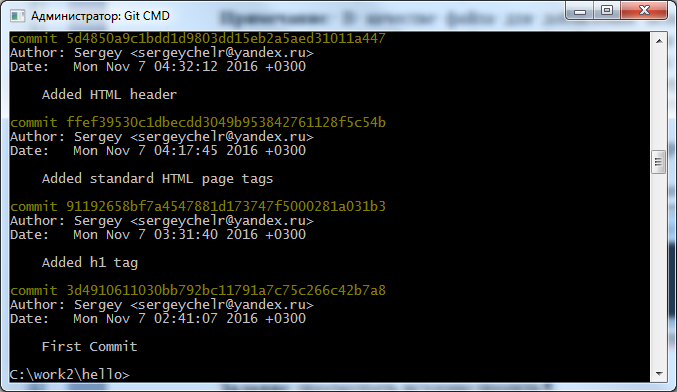 Администратор: Git CMD
commit 5d4850a9c1bdd1d9803dd15eb2a5aed31011a447
Author: Sergey <sergeychelr@yandex.ru>
Date:   Mon Nov 7 04:32:12 2016 +0300
Added HTML header
commit ffef39530c1dbecdd3049b953842761128f5c54b
Author: Sergey <sergeychelr@yandex.ru>
Date:   Mon Nov 7 04:17:45 2016 +0300
Added standard HTML page tags
commit 91192658bf7a4547881d173747f5000281a031b3
Author: Sergey <sergeychelr@yandex.ru>
Date:   Mon Nov 7 03:31:40 2016 +0300
Added h1 tag
commit 3d4910611030bb792bc11791a7c75c266c42b7a8
Author: Sergey <sergeychelr@yandex.ru>
Date:   Mon Nov 7 02:41:07 2016 +0300
First Commit
C:\work2\hello>